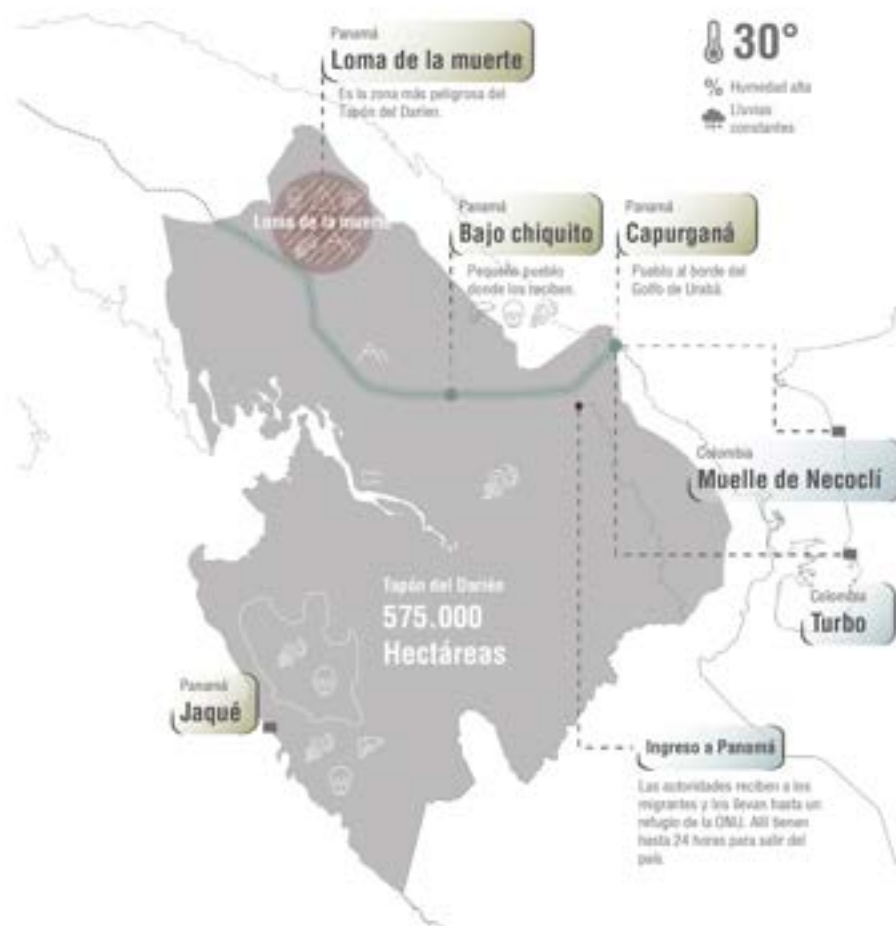 Panamá
Loma de la muerte
Es la zona más peligrosa del
Tapón del Darién.
30°
% Humedad alta
Lluvias
constantes
Loma de la muerte
Panamá
Bajo chiquito
Pequeño pueblo
donde los reciben.
Panamá
Capurganá
Pueblo al borde del
Golfo de Urabá.
Colombia
Muelle de Necoclí
Colombia
Turbo
Tapón del Darién
575.000
Hectáreas
Panamá
Jaqué
Ingreso a Panamá
Las autoridades reciben a los
migrantes y los llevan hasta un
refugio de la ONU. Allí tienen
hasta 24 horas para salir del
país.